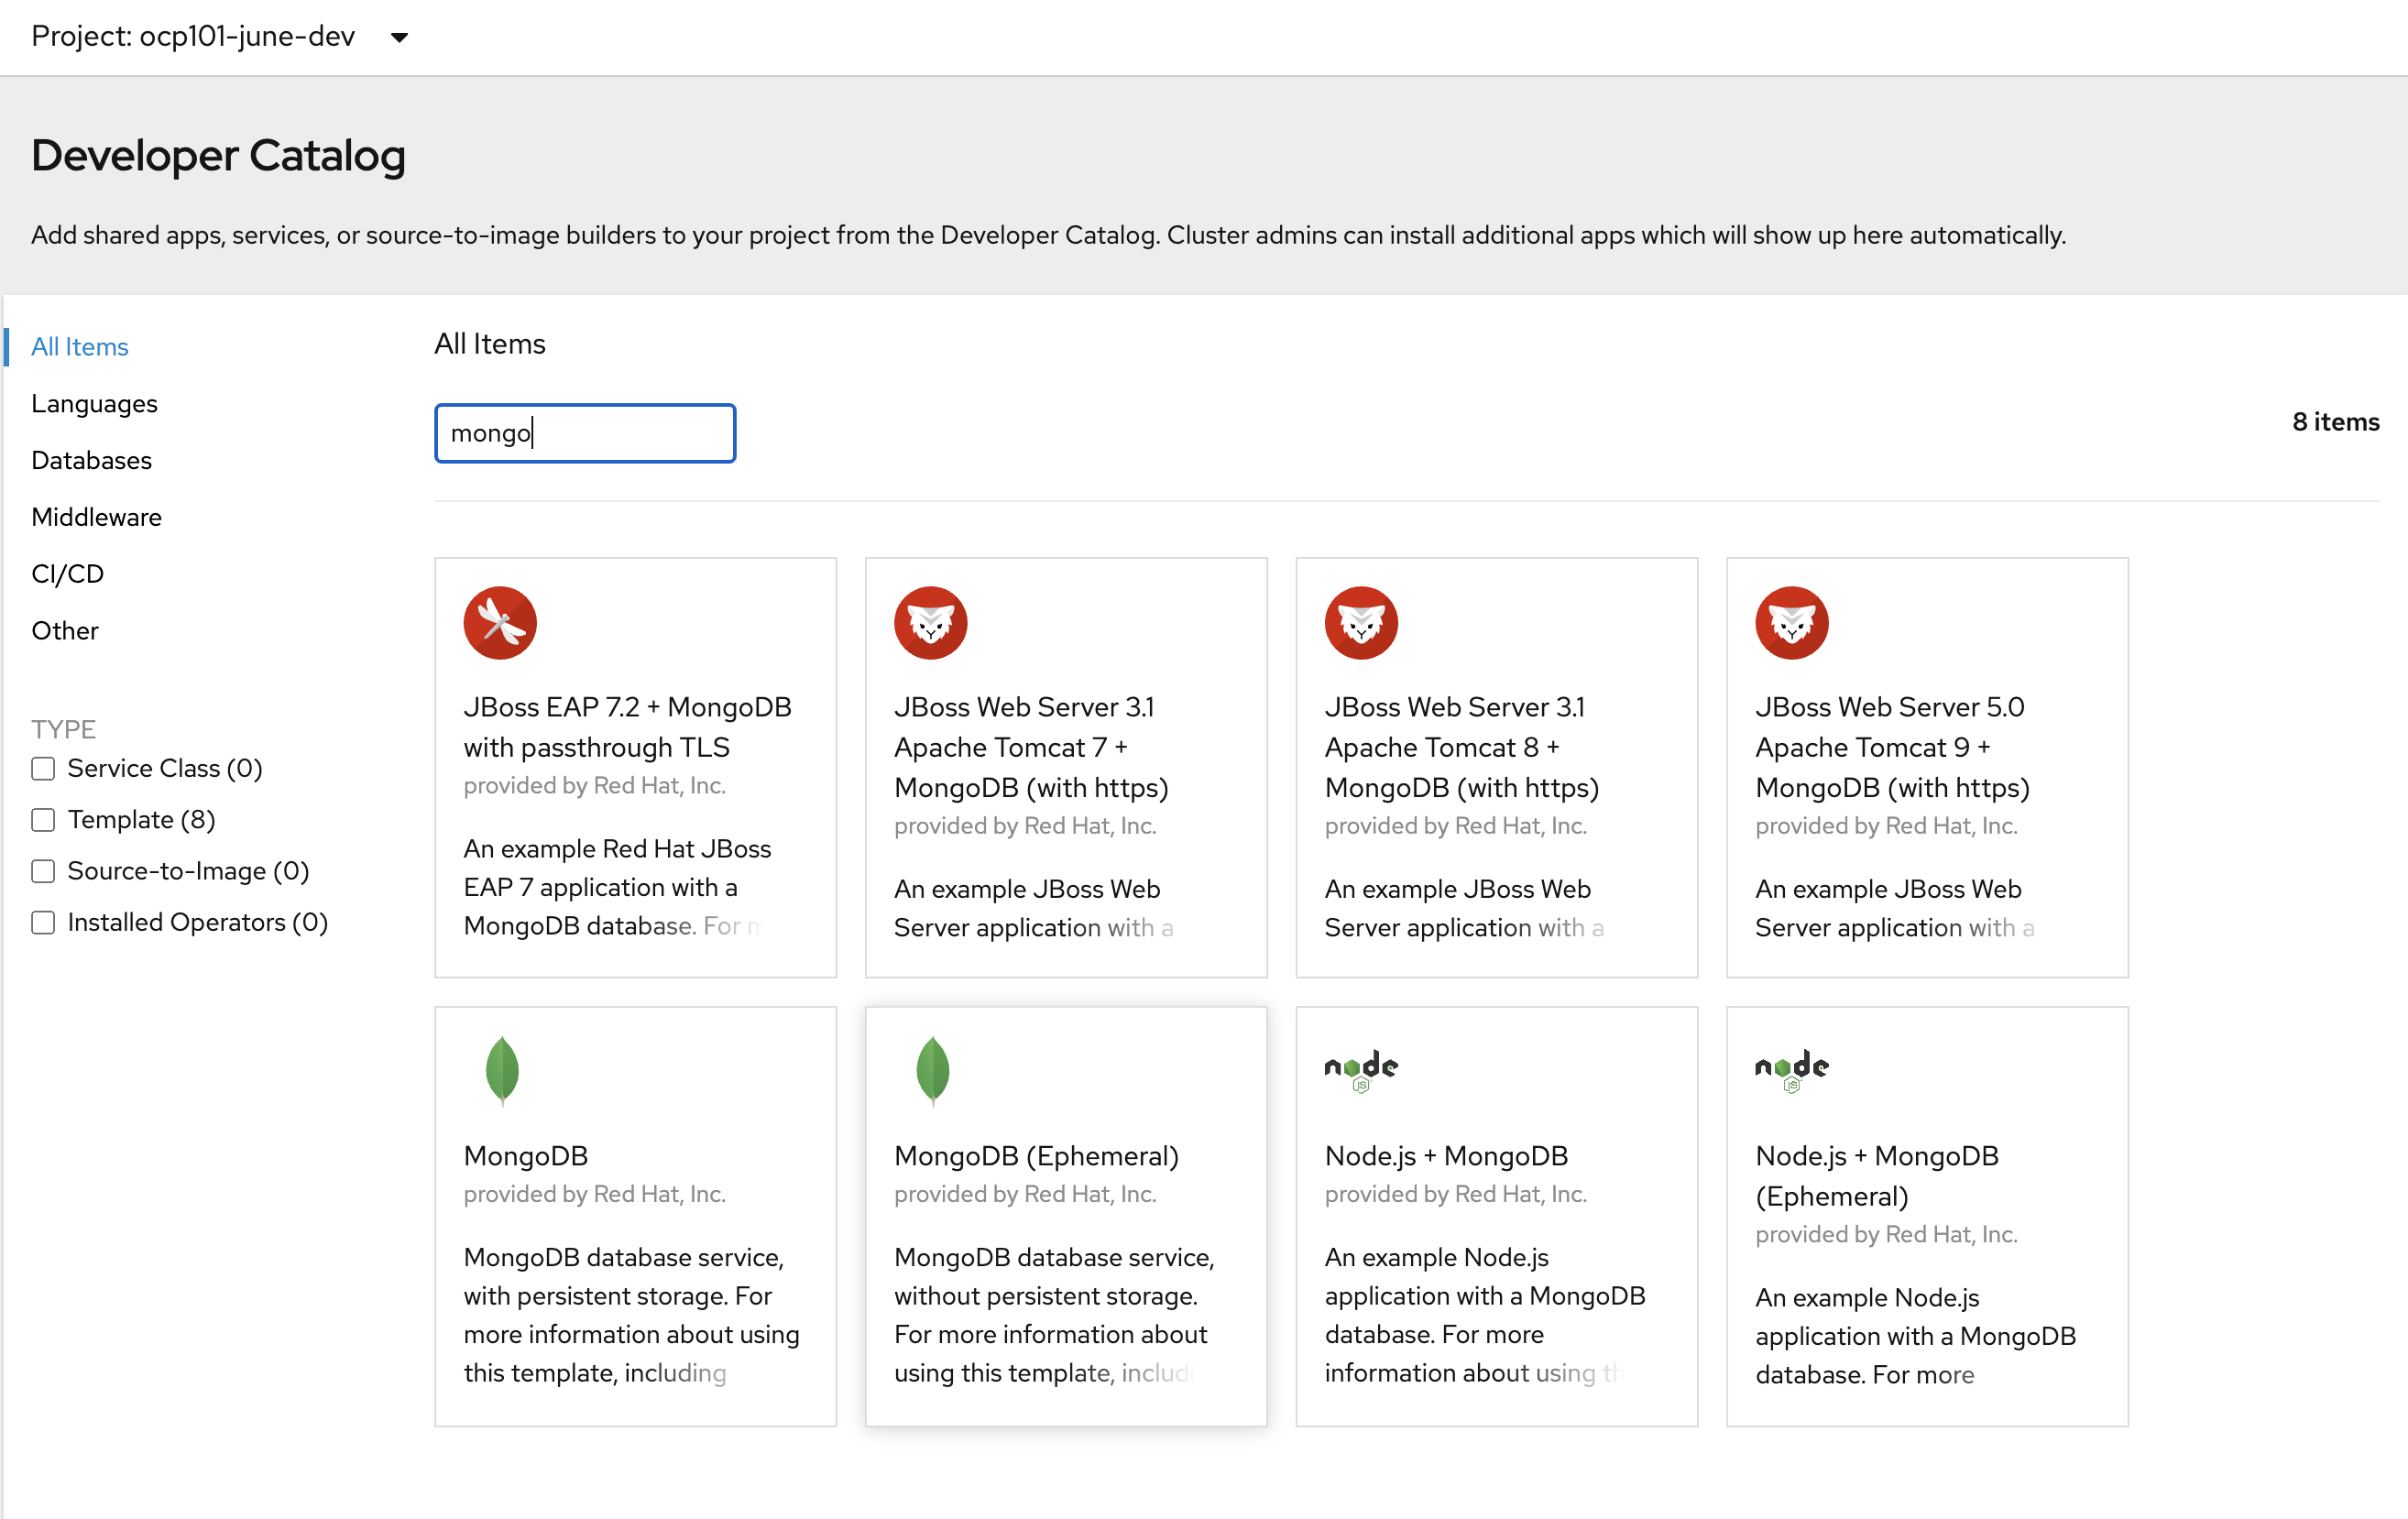 Project: ocp101-june-dev
Developer Catalog
Add shared apps, services, or source-to-image builders to your project from the Developer Catalog. Cluster admins can install additional apps which will show up here automatically.
All Items
Languages
Databases
Middleware
CI/CD
Other
TYPE
Service Class (0)
Template (8)
Source-to-Image (0)
Installed Operators (0)
All Items
mongo
8 items
JBoss EAP 7.2 + MongoDB
with passthrough TLS
provided by Red Hat, Inc.
An example Red Hat JBoss
EAP 7 application with a
MongoDB database. For
JBoss Web Server 3.1
Apache Tomcat 7 +
MongoDB (with https)
provided by Red Hat, Inc.
An example JBoss Web
Server application with a
JBoss Web Server 3.1
Apache Tomcat 8 +
MongoDB (with https)
provided by Red Hat, Inc.
An example JBoss Web
Server application with a
JBoss Web Server 5.0
Apache Tomcat 9 +
MongoDB (with https)
provided by Red Hat, Inc.
An example JBoss Web
Server application with a
MongoDB
provided by Red Hat, Inc.
MongoDB database service,
with persistent storage. For
more information about using
this template, including
MongoDB (Ephemeral)
provided by Red Hat, Inc.
MongoDB database service,
without persistent storage.
For more information about
using this template,
node
JS
Node.js + MongoDB
provided by Red Hat, Inc.
An example Node.js
application with a MongoDB
database. For more
information about using
node
JS
Node.js + MongoDB
(Ephemeral)
provided by Red Hat, Inc.
An example Node.js
application with a MongoDB
database. For more